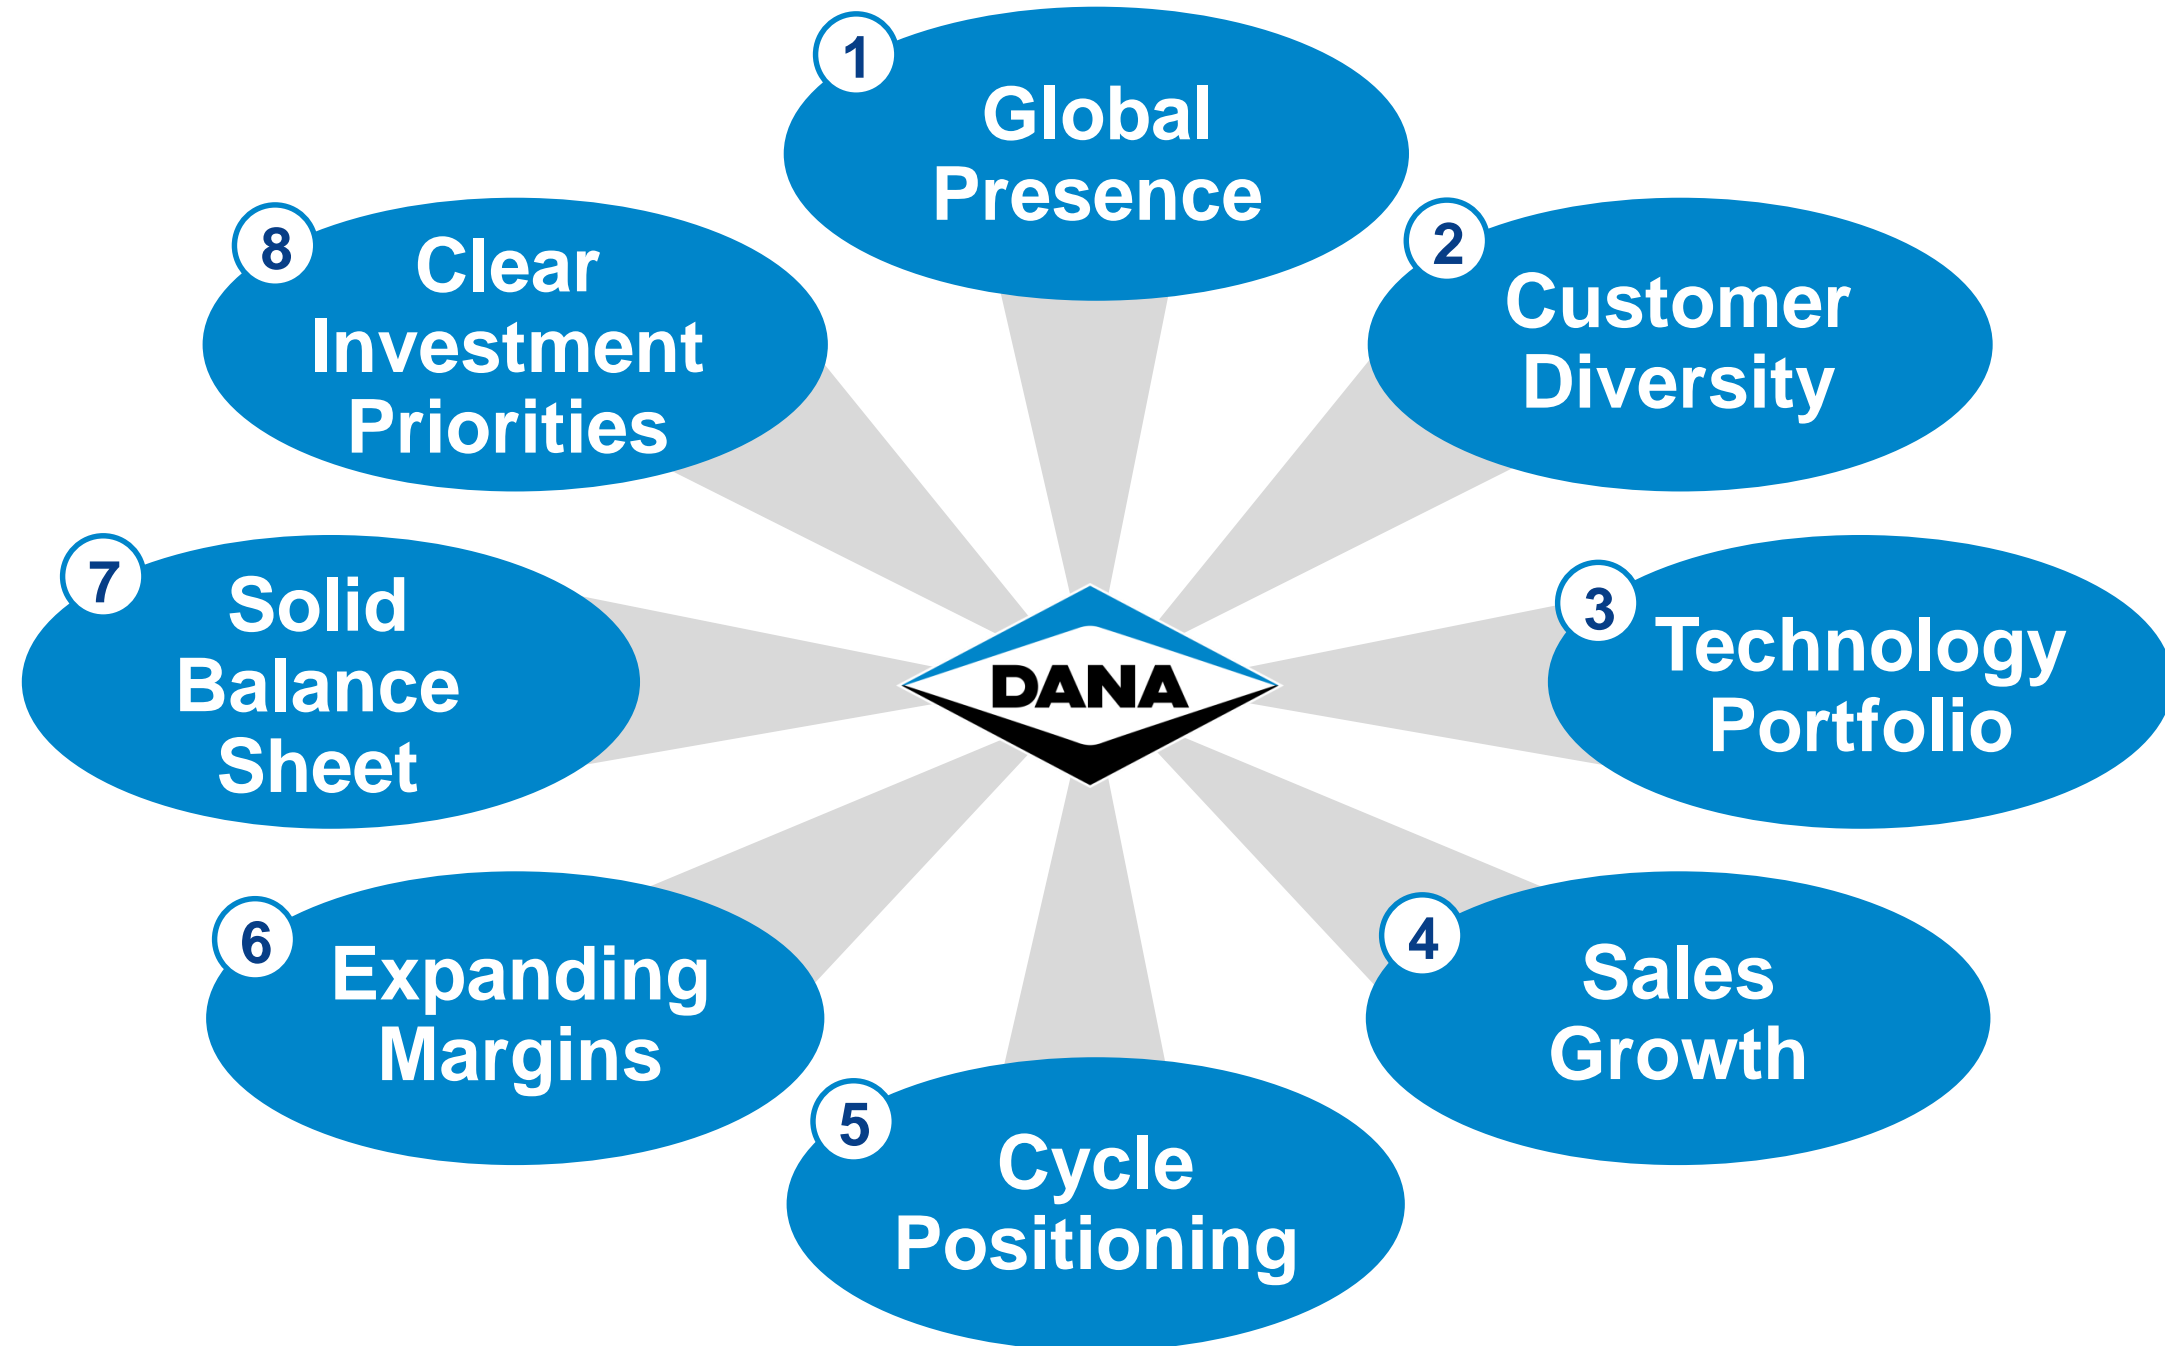 1
Global
Presence
2
Customer
Diversity
3
Technology
Portfolio
4
Sales
Growth
5
Cycle
Positioning
6
Expanding
Margins
7
Solid
Balance
Sheet
8
Clear
Investment
Priorities
DANA